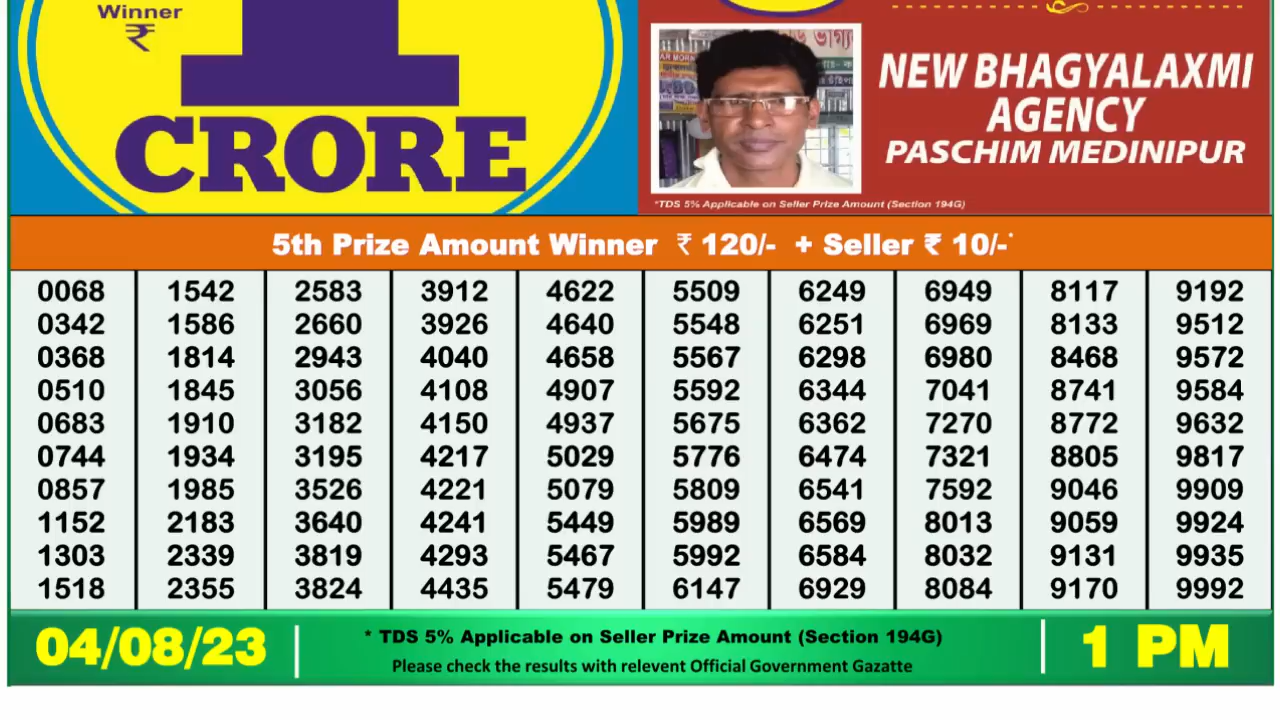 Winner
₹
1
CRORE
NEW BHAGYALAXMI
AGENCY
PASCHIM MEDINIPUR
*TDS 5% Applicable on Seller Prize Amount (Section 194G)
5th Prize Amount Winner ₹ 120/- + Seller ₹ 10/-*
0068 1542 2583 3912 4622 5509 6249 6949 8117 9192
0342 1586 2660 3926 4640 5548 6251 6969 8133 9512
0368 1814 2943 4040 4658 5567 6298 6980 8468 9572
0510 1845 3056 4108 4907 5592 6344 7041 8741 9584
0683 1910 3182 4150 4937 5675 6362 7270 8772 9632
0744 1934 3195 4217 5029 5776 6474 7321 8805 9817
0857 1985 3526 4221 5079 5809 6541 7592 9046 9909
1152 2183 3640 4241 5449 5989 6569 8013 9059 9924
1303 2339 3819 4293 5467 5992 6584 8032 9131 9935
1518 2355 3824 4435 5479 6147 6929 8084 9170 9992
04/08/23
* TDS 5% Applicable on Seller Prize Amount (Section 194G)
Please check the results with relevent Official Government Gazatte
1 PM